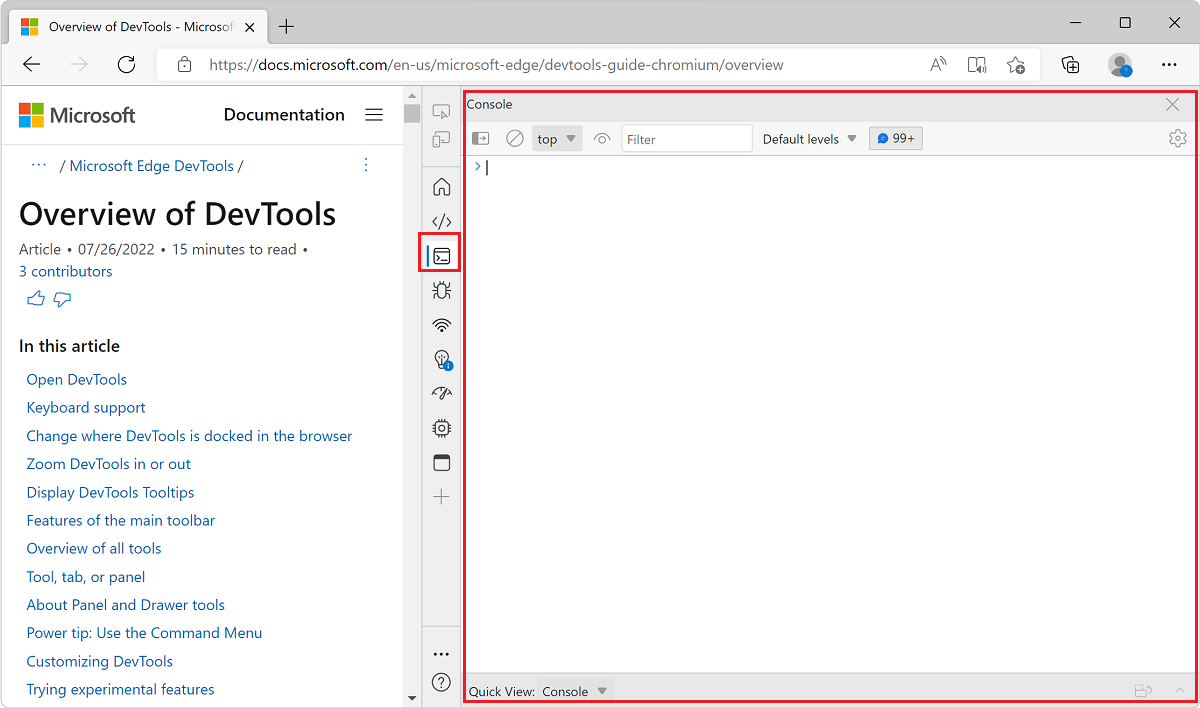 Overview of DevTools - Microsof
https://docs.microsoft.com/en-us/microsoft-edge/devtools-guide-chromium/overview
Microsoft
Documentation
... / Microsoft Edge DevTools /
Overview of DevTools
Article • 07/26/2022 • 15 minutes to read •
3 contributors
In this article
Open DevTools
Keyboard support
Change where DevTools is docked in the browser
Zoom DevTools in or out
Display DevTools Tooltips
Features of the main toolbar
Overview of all tools
Tool, tab, or panel
About Panel and Drawer tools
Power tip: Use the Command Menu
Customizing DevTools
Trying experimental features
Console
top
Filter
Default levels
99+
Quick View: Console